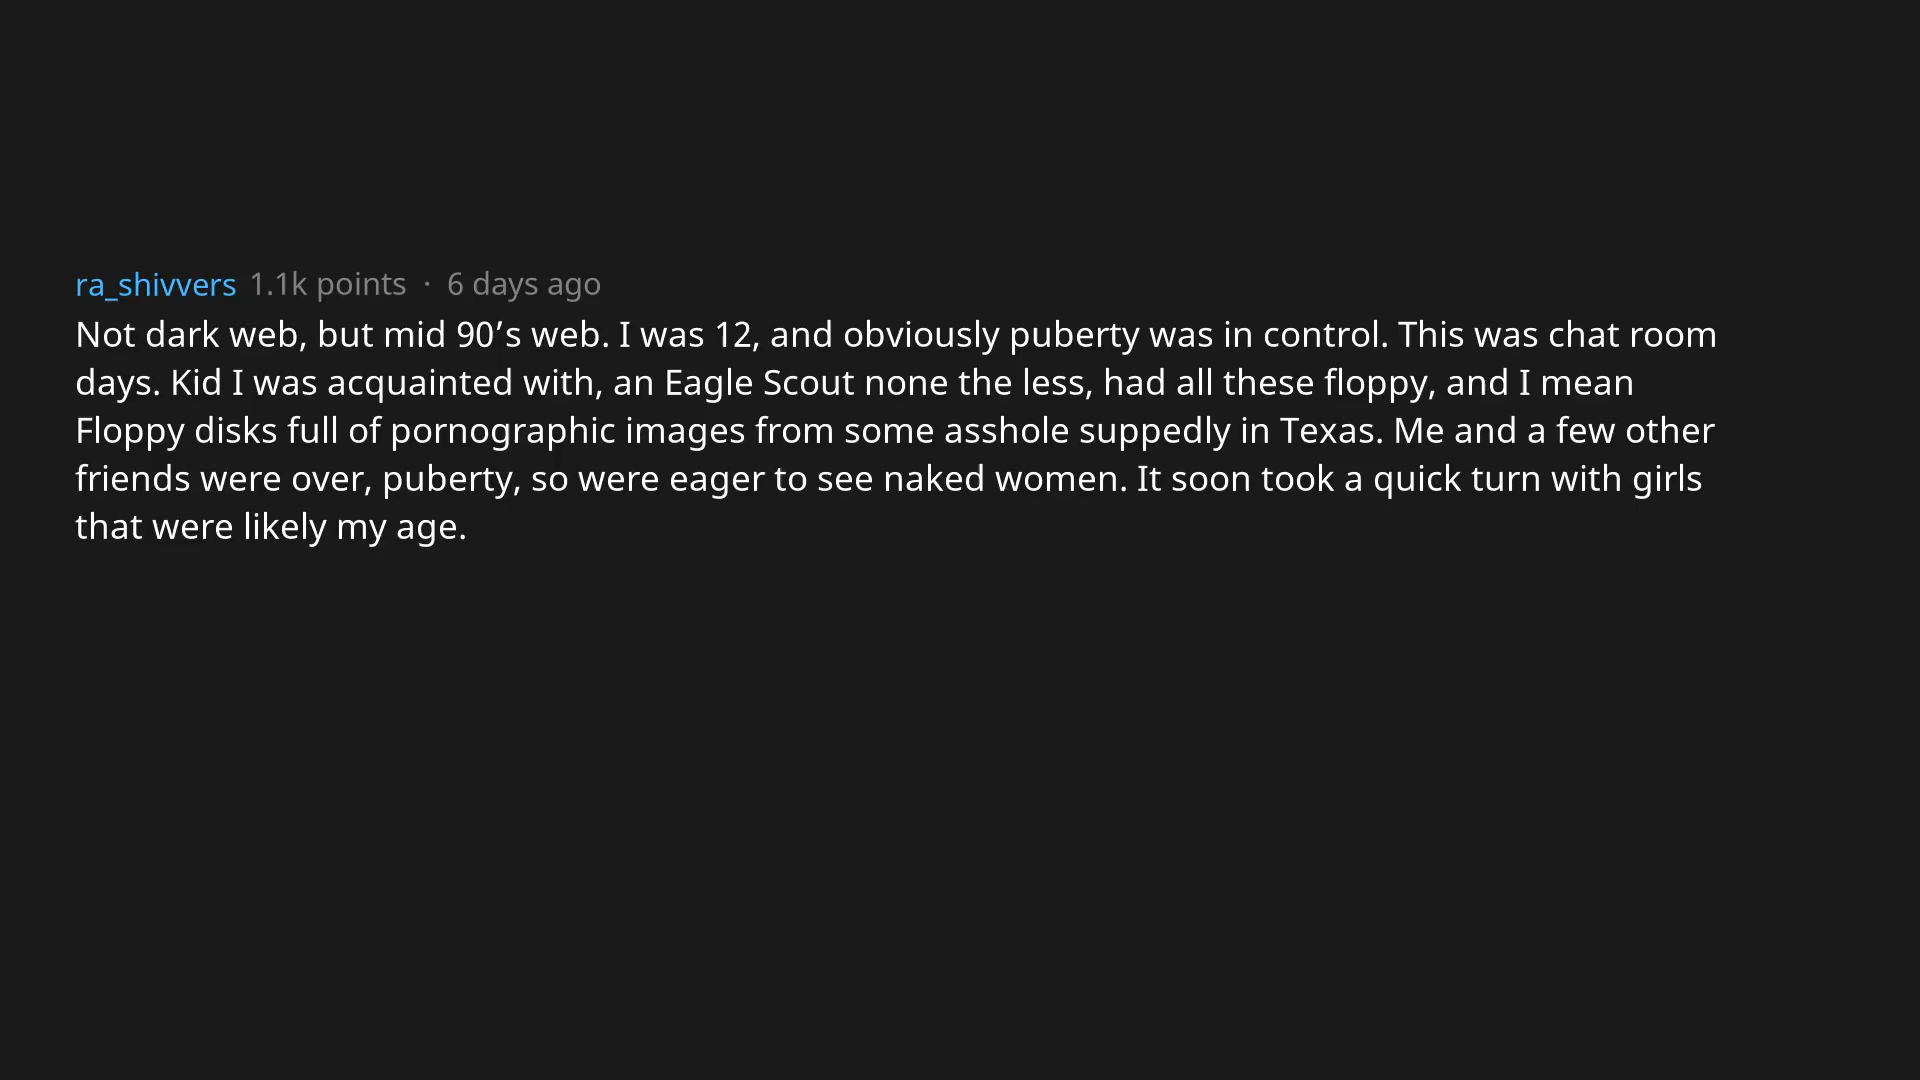 ra_shivvers 1.1k points · 6 days ago
Not dark web, but mid 90’s web. I was 12, and obviously puberty was in control. This was chat room
days. Kid I was acquainted with, an Eagle Scout none the less, had all these floppy, and I mean
Floppy disks full of pornographic images from some asshole suppedly in Texas. Me and a few other
friends were over, puberty, so were eager to see naked women. It soon took a quick turn with girls
that were likely my age.